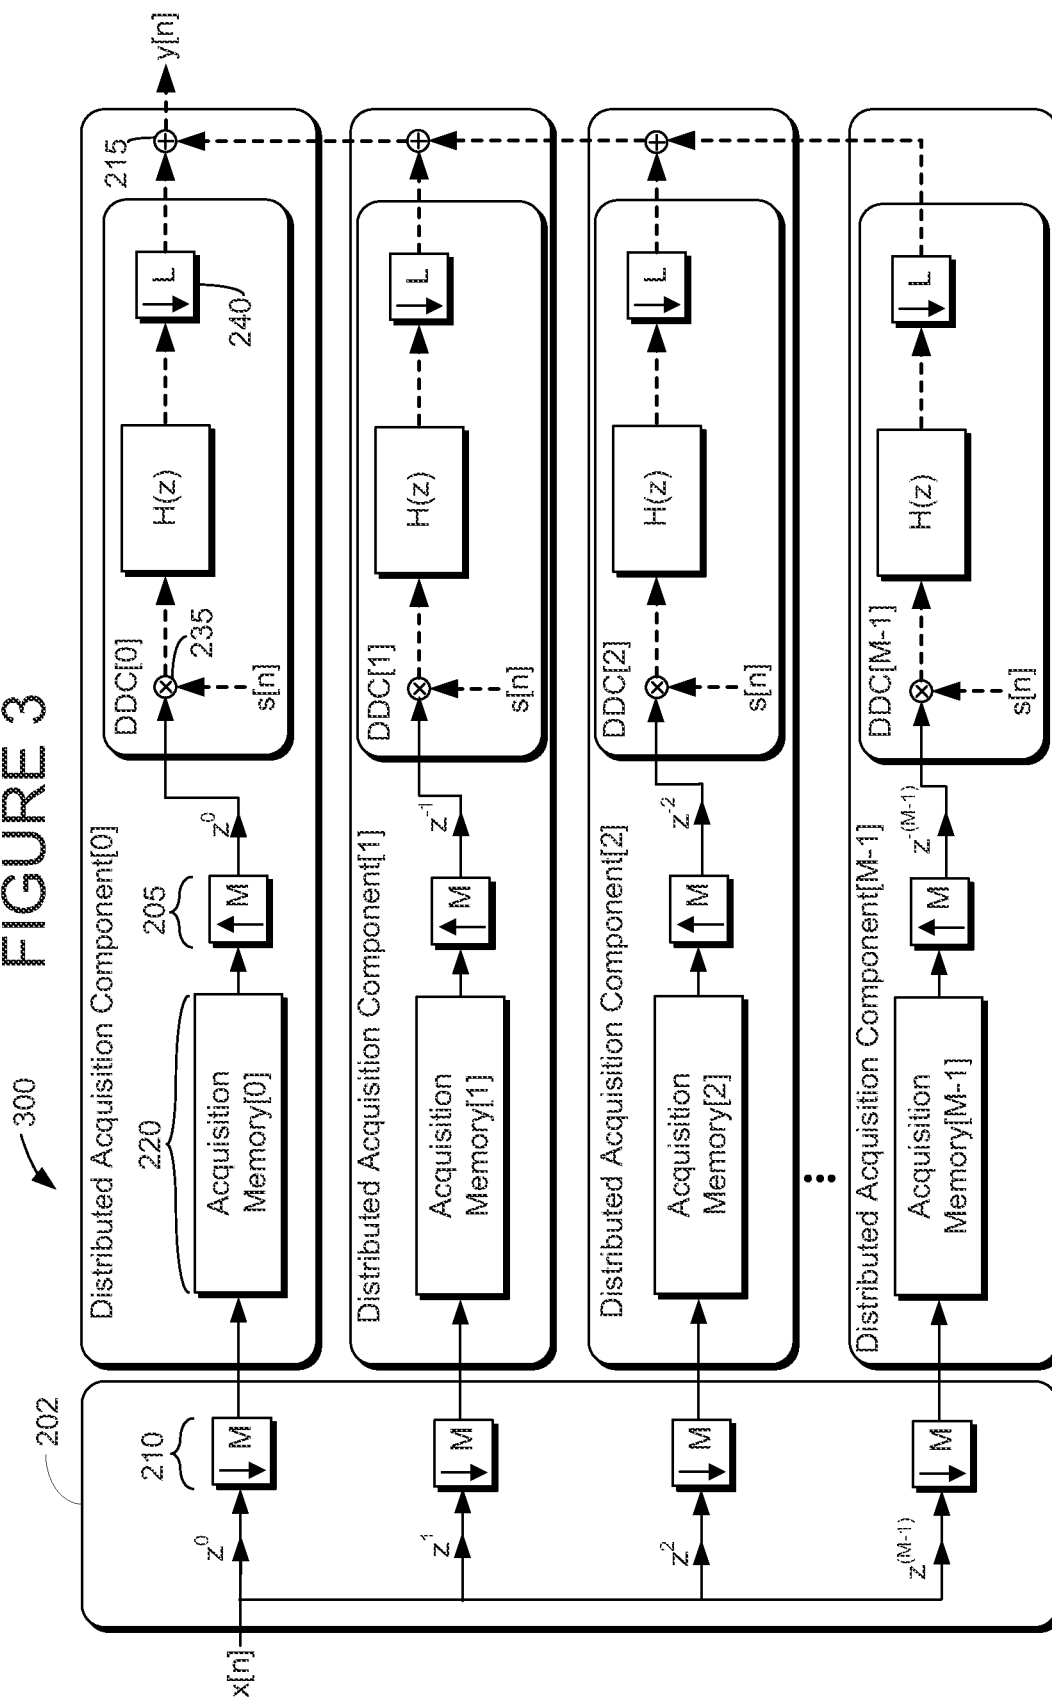 FIGURE 3
300
202
x[n]
z^0
210
M
Distributed Acquisition Component[0]
220
Acquisition
Memory[0]
205
M
z^0
DDC[0]
235
s[n]
H(z)
L
240
215
y[n]
z^1
M
Distributed Acquisition Component[1]
Acquisition
Memory[1]
M
z^-1
DDC[1]
s[n]
H(z)
L
z^2
M
Distributed Acquisition Component[2]
Acquisition
Memory[2]
M
z^-2
DDC[2]
s[n]
H(z)
L
z^(M-1)
M
Distributed Acquisition Component[M-1]
Acquisition
Memory[M-1]
M
z^-(M-1)
DDC[M-1]
s[n]
H(z)
L